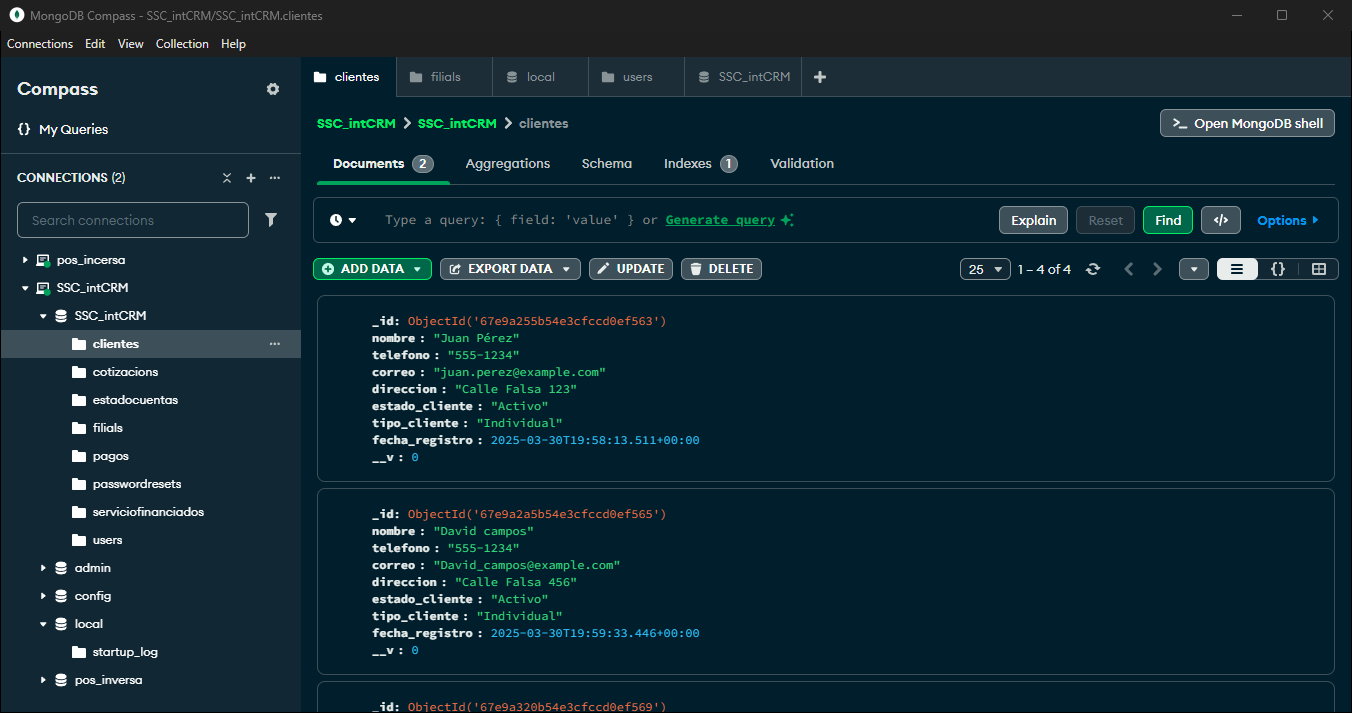 MongoDB Compass - SSC_intCRM/SSC_intCRM.clientes
Connections Edit View Collection Help
Compass
{} My Queries
CONNECTIONS (2)
Search connections
pos_incersa
SSC_intCRM
SSC_intCRM
clientes
cotizacions
estadocuentas
filials
pagos
passwordresets
serviciofinanciados
users
admin
config
local
startup_log
pos_inversa
clientes filials local users SSC_intCRM +
SSC_intCRM > SSC_intCRM > clientes
>_ Open MongoDB shell
Documents 2 Aggregations Schema Indexes 1 Validation
Type a query: { field: 'value' } or Generate query
Explain Reset Find </> Options
ADD DATA EXPORT DATA UPDATE DELETE
25 1 – 4 of 4 {}
_id: ObjectId('67e9a255b54e3cfccd0ef563')
nombre : "Juan Pérez"
telefono : "555-1234"
correo : "juan.perez@example.com"
direccion : "Calle Falsa 123"
estado_cliente : "Activo"
tipo_cliente : "Individual"
fecha_registro : 2025-03-30T19:58:13.511+00:00
__v : 0
_id: ObjectId('67e9a2a5b54e3cfccd0ef565')
nombre : "David campos"
telefono : "555-1234"
correo : "David_campos@example.com"
direccion : "Calle Falsa 456"
estado_cliente : "Activo"
tipo_cliente : "Individual"
fecha_registro : 2025-03-30T19:59:33.446+00:00
__v : 0
_id: ObjectId('67e9a320b54e3cfccd0ef569')